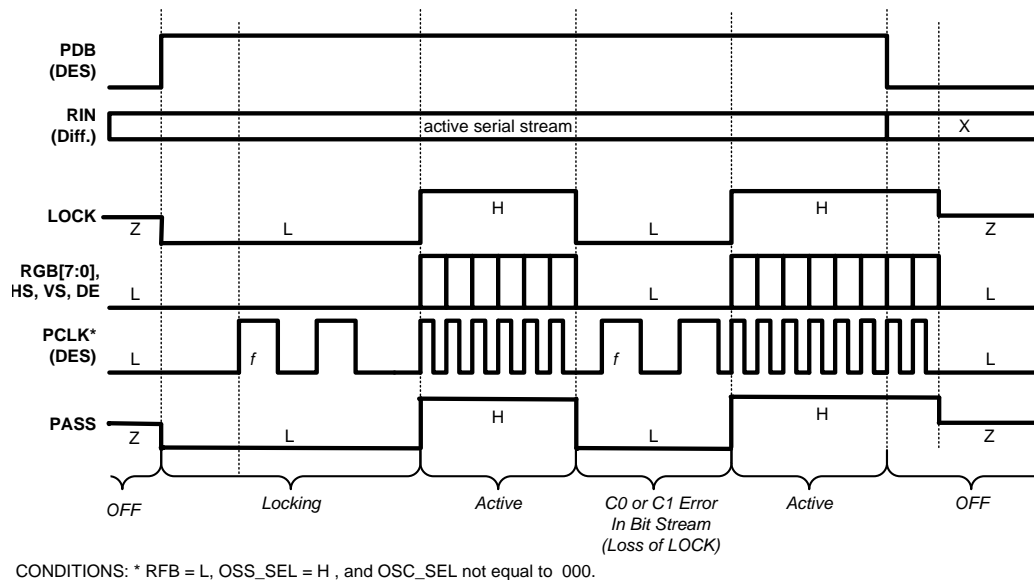 PDB
(DES)
RIN
(Diff.)
active serial stream
X
LOCK
Z
L
H
L
H
Z
RGB[7:0],
HS, VS, DE
L
L
L
PCLK*
(DES)
L
f
f
L
PASS
Z
L
H
L
H
Z
OFF
Locking
Active
C0 or C1 Error
In Bit Stream
(Loss of LOCK)
Active
OFF
CONDITIONS: * RFB = L, OSS_SEL = H , and OSC_SEL not equal to 000.